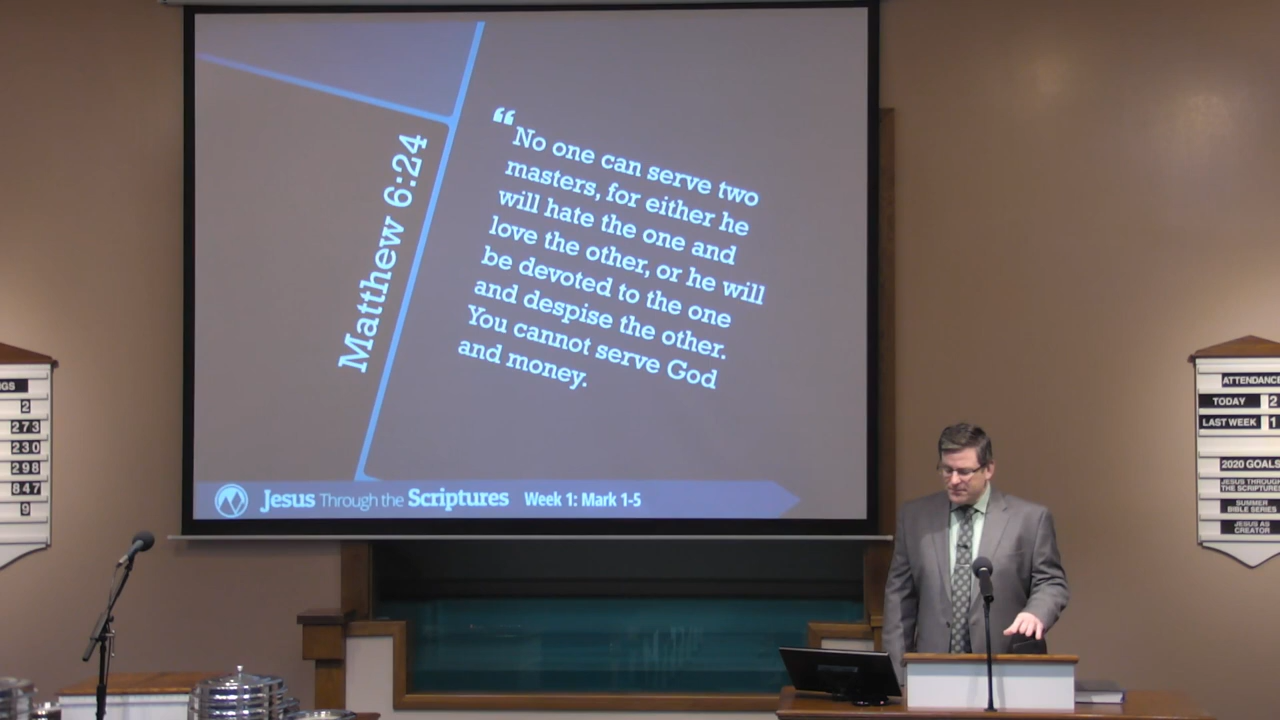 Matthew 6:24
“No one can serve two
masters, for either he
will hate the one and
love the other, or he will
be devoted to the one
and despise the other.
You cannot serve God
and money.
Jesus Through the Scriptures Week 1: Mark 1-5
GS
2
273
230
298
847
9
ATTENDANCE
TODAY 2
LAST WEEK 1
2020 GOALS
JESUS THROUGH
THE SCRIPTURES
SUMMER
BIBLE SERIES
JESUS AS
CREATOR